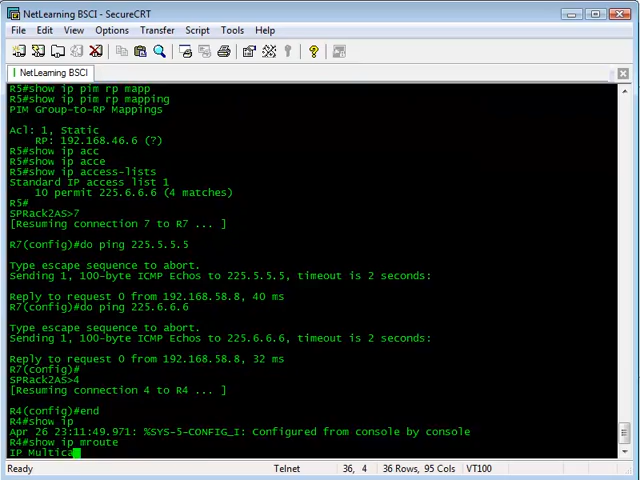 NetLearning BSCI - SecureCRT
File Edit View Options Transfer Script Tools Help
NetLearning BSCI
R5#show ip pim rp mapp
R5#show ip pim rp mapping
PIM Group-to-RP Mappings
Acl: 1, Static
RP: 192.168.46.6 (?)
R5#show ip acc
R5#show ip acce
R5#show ip access-lists
Standard IP access list 1
10 permit 225.6.6.6 (4 matches)
R5#
SPRack2AS>7
[Resuming connection 7 to R7 ... ]
R7(config)#do ping 225.5.5.5
Type escape sequence to abort.
Sending 1, 100-byte ICMP Echos to 225.5.5.5, timeout is 2 seconds:
Reply to request 0 from 192.168.58.8, 40 ms
R7(config)#do ping 225.6.6.6
Type escape sequence to abort.
Sending 1, 100-byte ICMP Echos to 225.6.6.6, timeout is 2 seconds:
Reply to request 0 from 192.168.58.8, 32 ms
R7(config)#
SPRack2AS>4
[Resuming connection 4 to R4 ... ]
R4(config)#end
R4#show ip
Apr 26 23:11:49.971: %SYS-5-CONFIG_I: Configured from console by console
R4#show ip mroute
IP Multica
Ready Telnet 36, 4 36 Rows, 95 Cols VT100